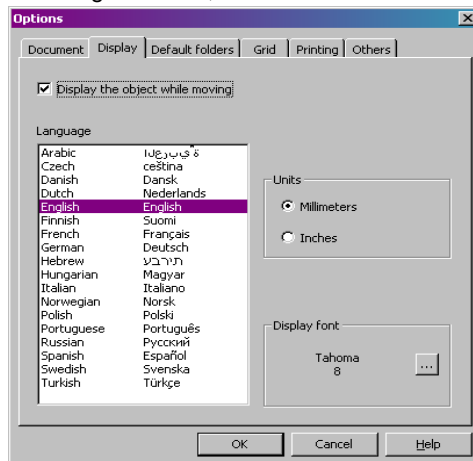 Options
Document Display Default folders Grid Printing Others
Display the object while moving
Language
Arabic
Czech čeština
Danish Dansk
Dutch Nederlands
English English
Finnish Suomi
French Français
German Deutsch
Hebrew עברית
Hungarian Magyar
Italian Italiano
Norwegian Norsk
Polish Polski
Portuguese Português
Russian Русский
Spanish Español
Swedish Svenska
Turkish Türkçe
Units
Millimeters
Inches
Display font
Tahoma
8
...
OK Cancel Help